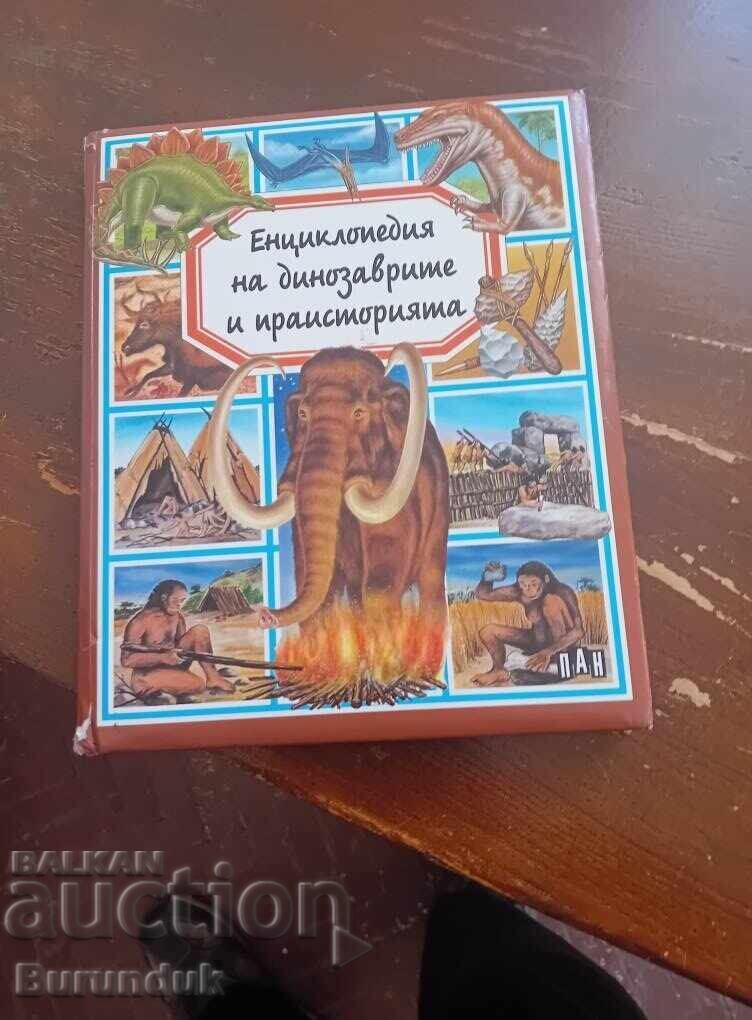 Енциклопедия
на динозаврите
и праисторията
ПАН
BALKAN
auction
Burunduk